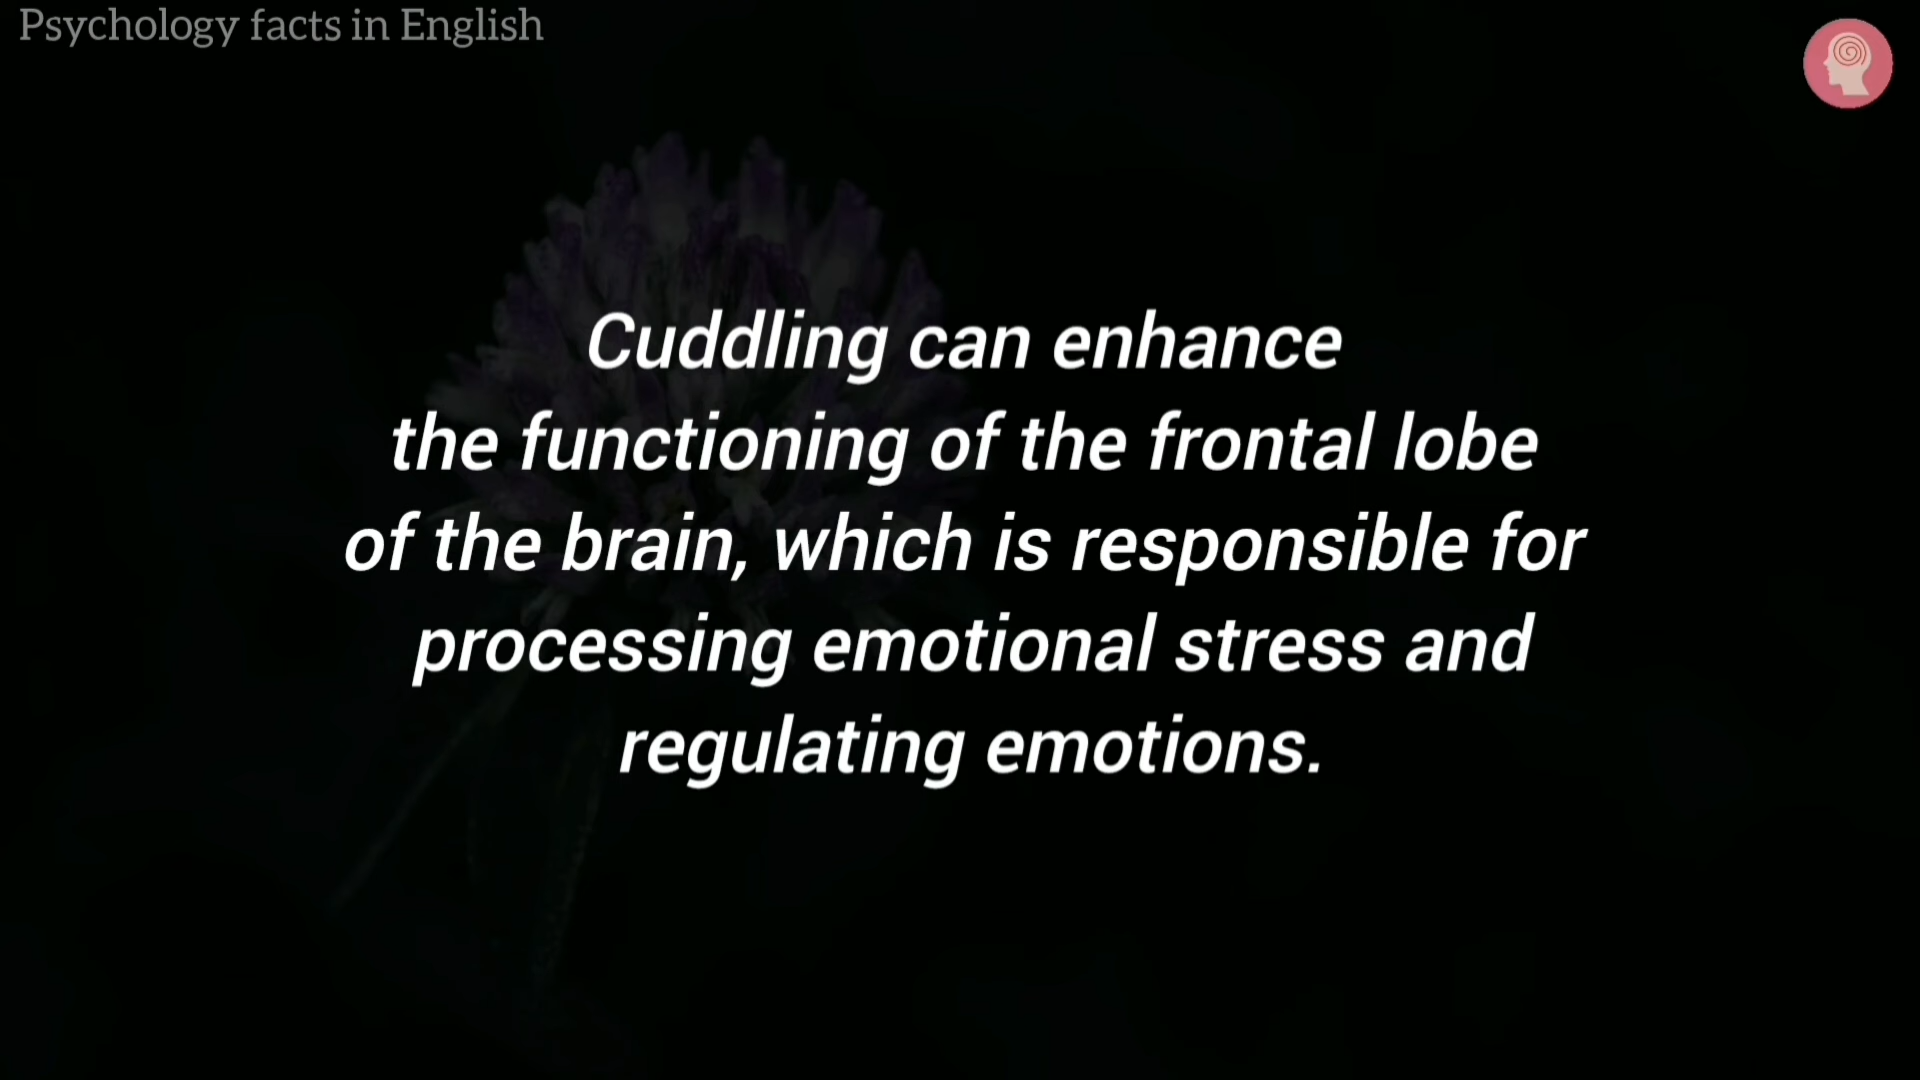 Psychology facts in English
Cuddling can enhance
the functioning of the frontal lobe
of the brain, which is responsible for
processing emotional stress and
regulating emotions.